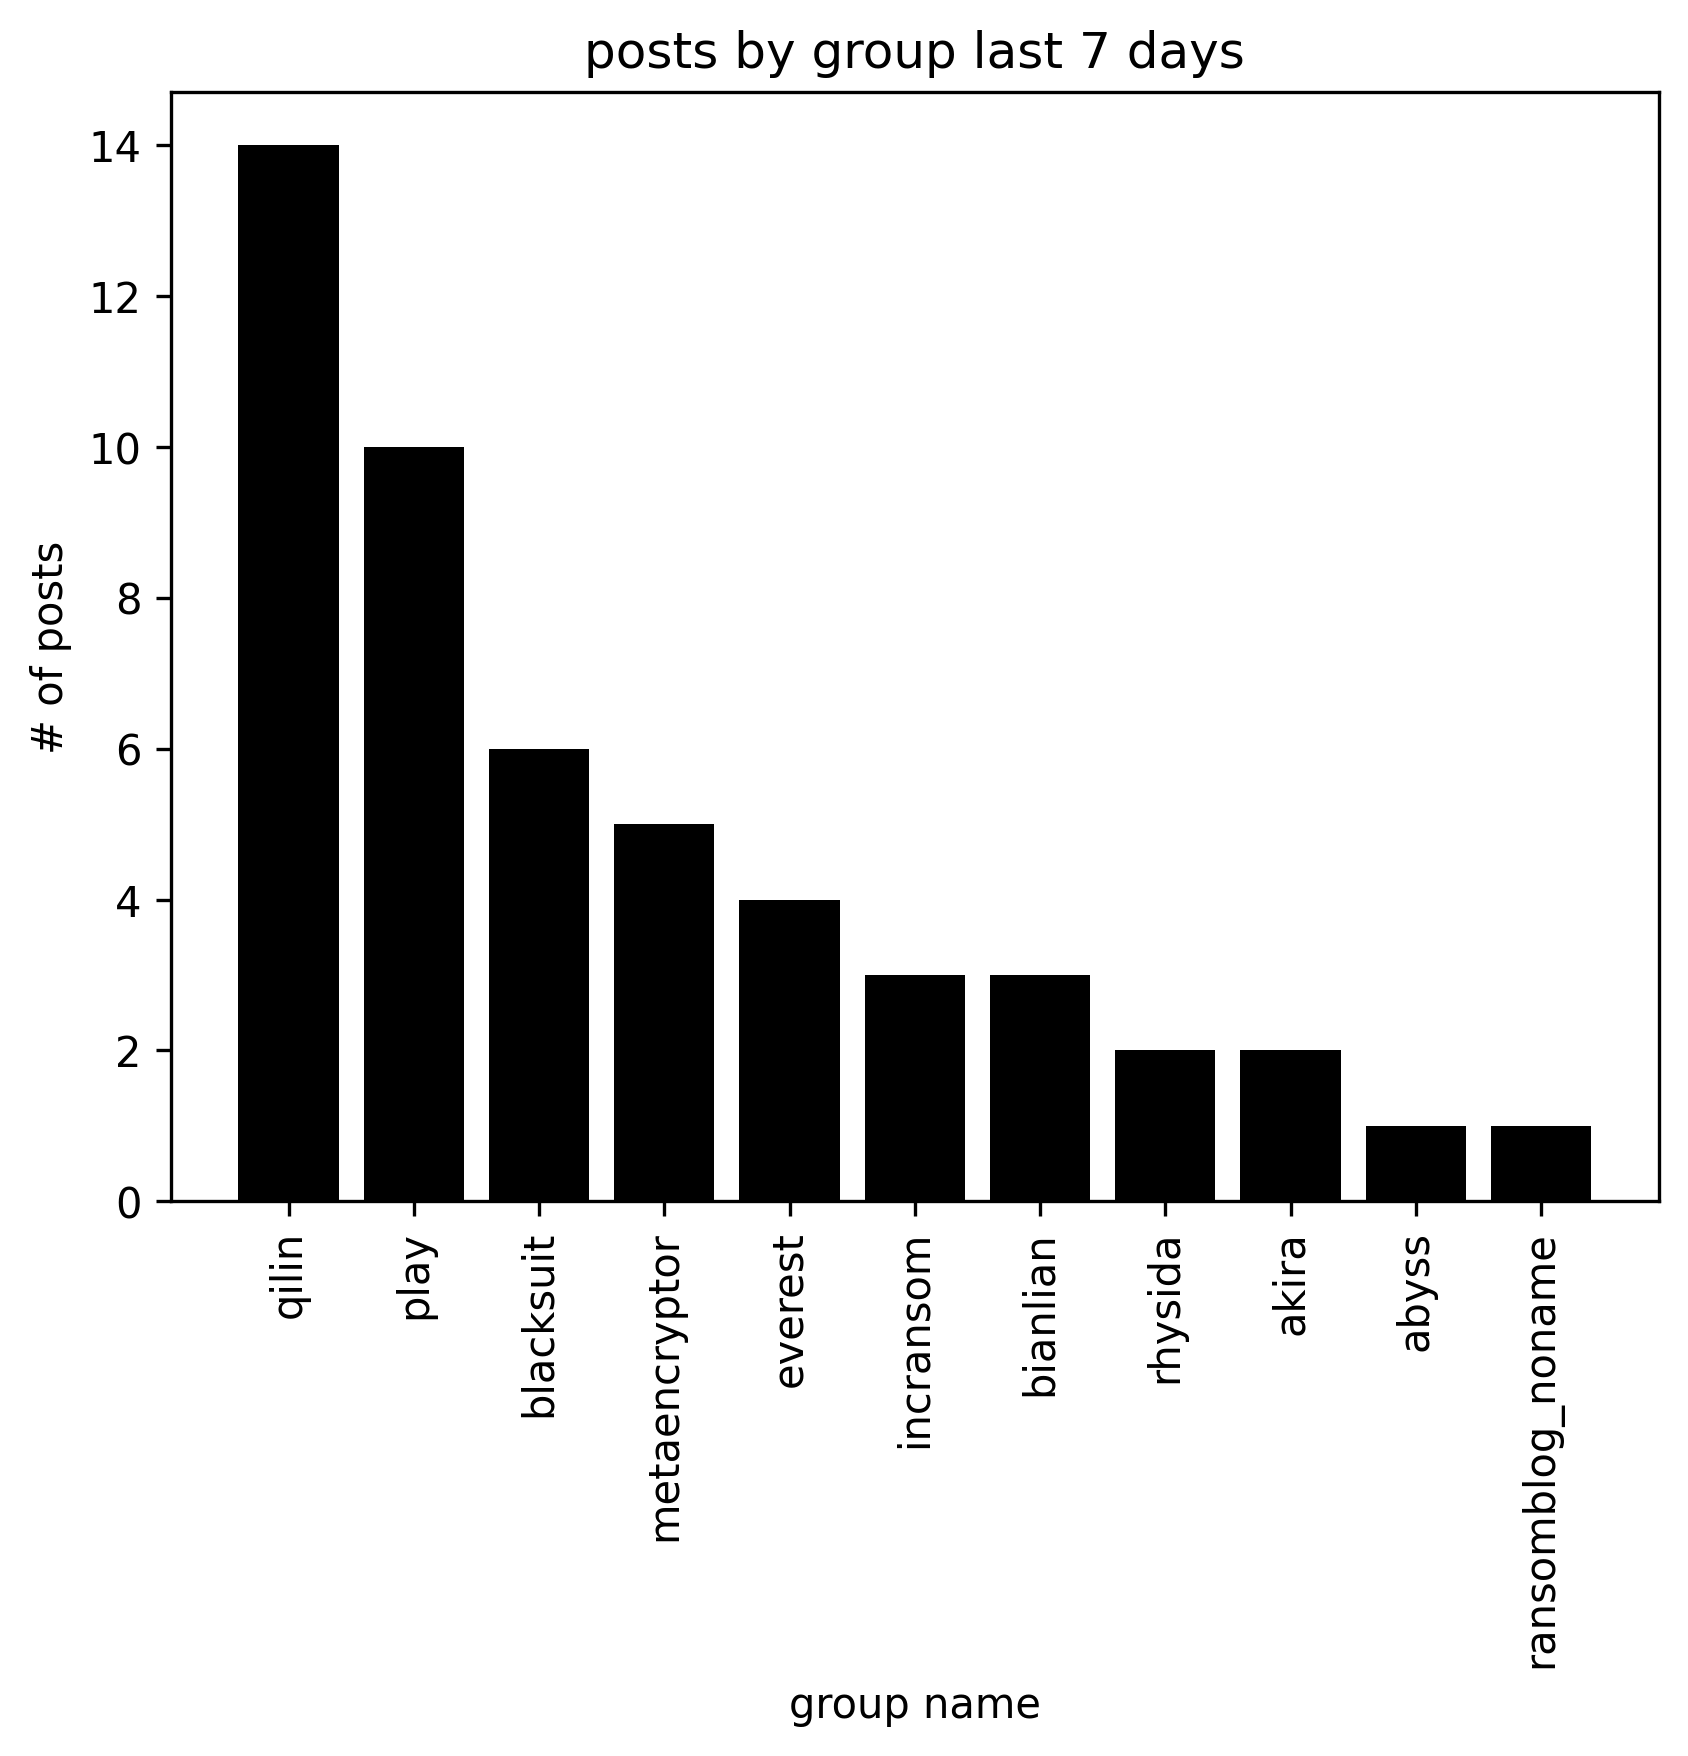 posts by group last 7 days
# of posts
14
12
10
8
6
4
2
0
qilin
play
blacksuit
metaencryptor
everest
incransom
bianlian
rhysida
akira
abyss
ransomblog_noname
group name